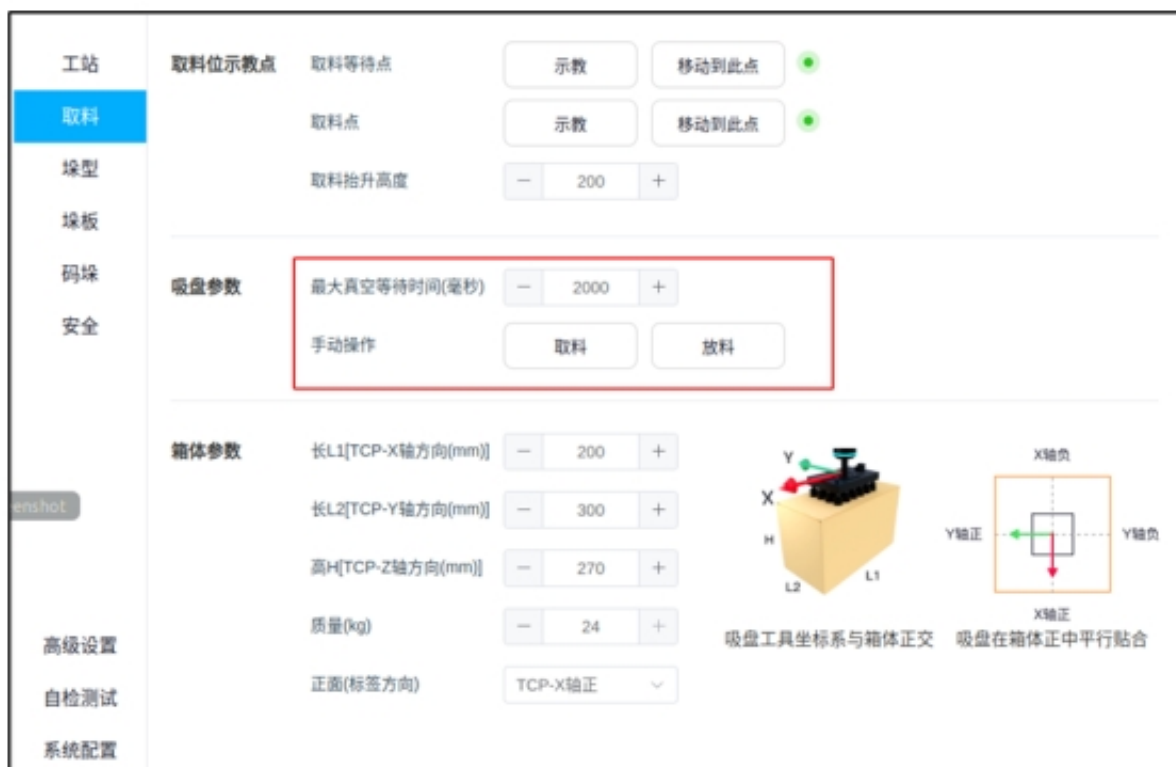 工站
取料
垛型
垛板
码垛
安全
高级设置
自检测试
系统配置
enshot
取料位示教点 取料等待点 示教 移动到此点
取料点 示教 移动到此点
取料抬升高度 − 200 +
吸盘参数 最大真空等待时间(毫秒) − 2000 +
手动操作 取料 放料
箱体参数 长L1[TCP-X轴方向(mm)] − 200 +
长L2[TCP-Y轴方向(mm)] − 300 +
高H[TCP-Z轴方向(mm)] − 270 +
质量(kg) − 24 +
正面(标签方向) TCP-X轴正
Y
X
H
L2
L1
吸盘工具坐标系与箱体正交
X轴负
Y轴正 Y轴负
X轴正
吸盘在箱体正中平行贴合